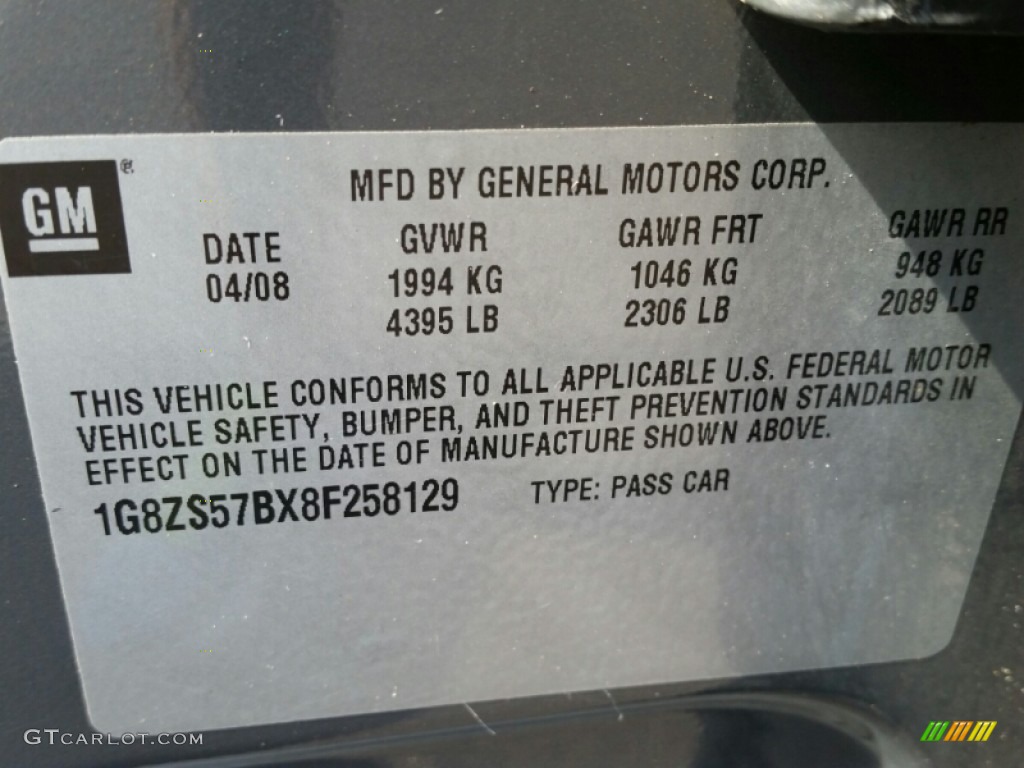 GM ®
MFD BY GENERAL MOTORS CORP.
DATE GVWR GAWR FRT GAWR RR
04/08 1994 KG 1046 KG 948 KG
4395 LB 2306 LB 2089 LB
THIS VEHICLE CONFORMS TO ALL APPLICABLE U.S. FEDERAL MOTOR
VEHICLE SAFETY, BUMPER, AND THEFT PREVENTION STANDARDS IN
EFFECT ON THE DATE OF MANUFACTURE SHOWN ABOVE.
1G8ZS57BX8F258129 TYPE: PASS CAR
GTCARLOT.COM